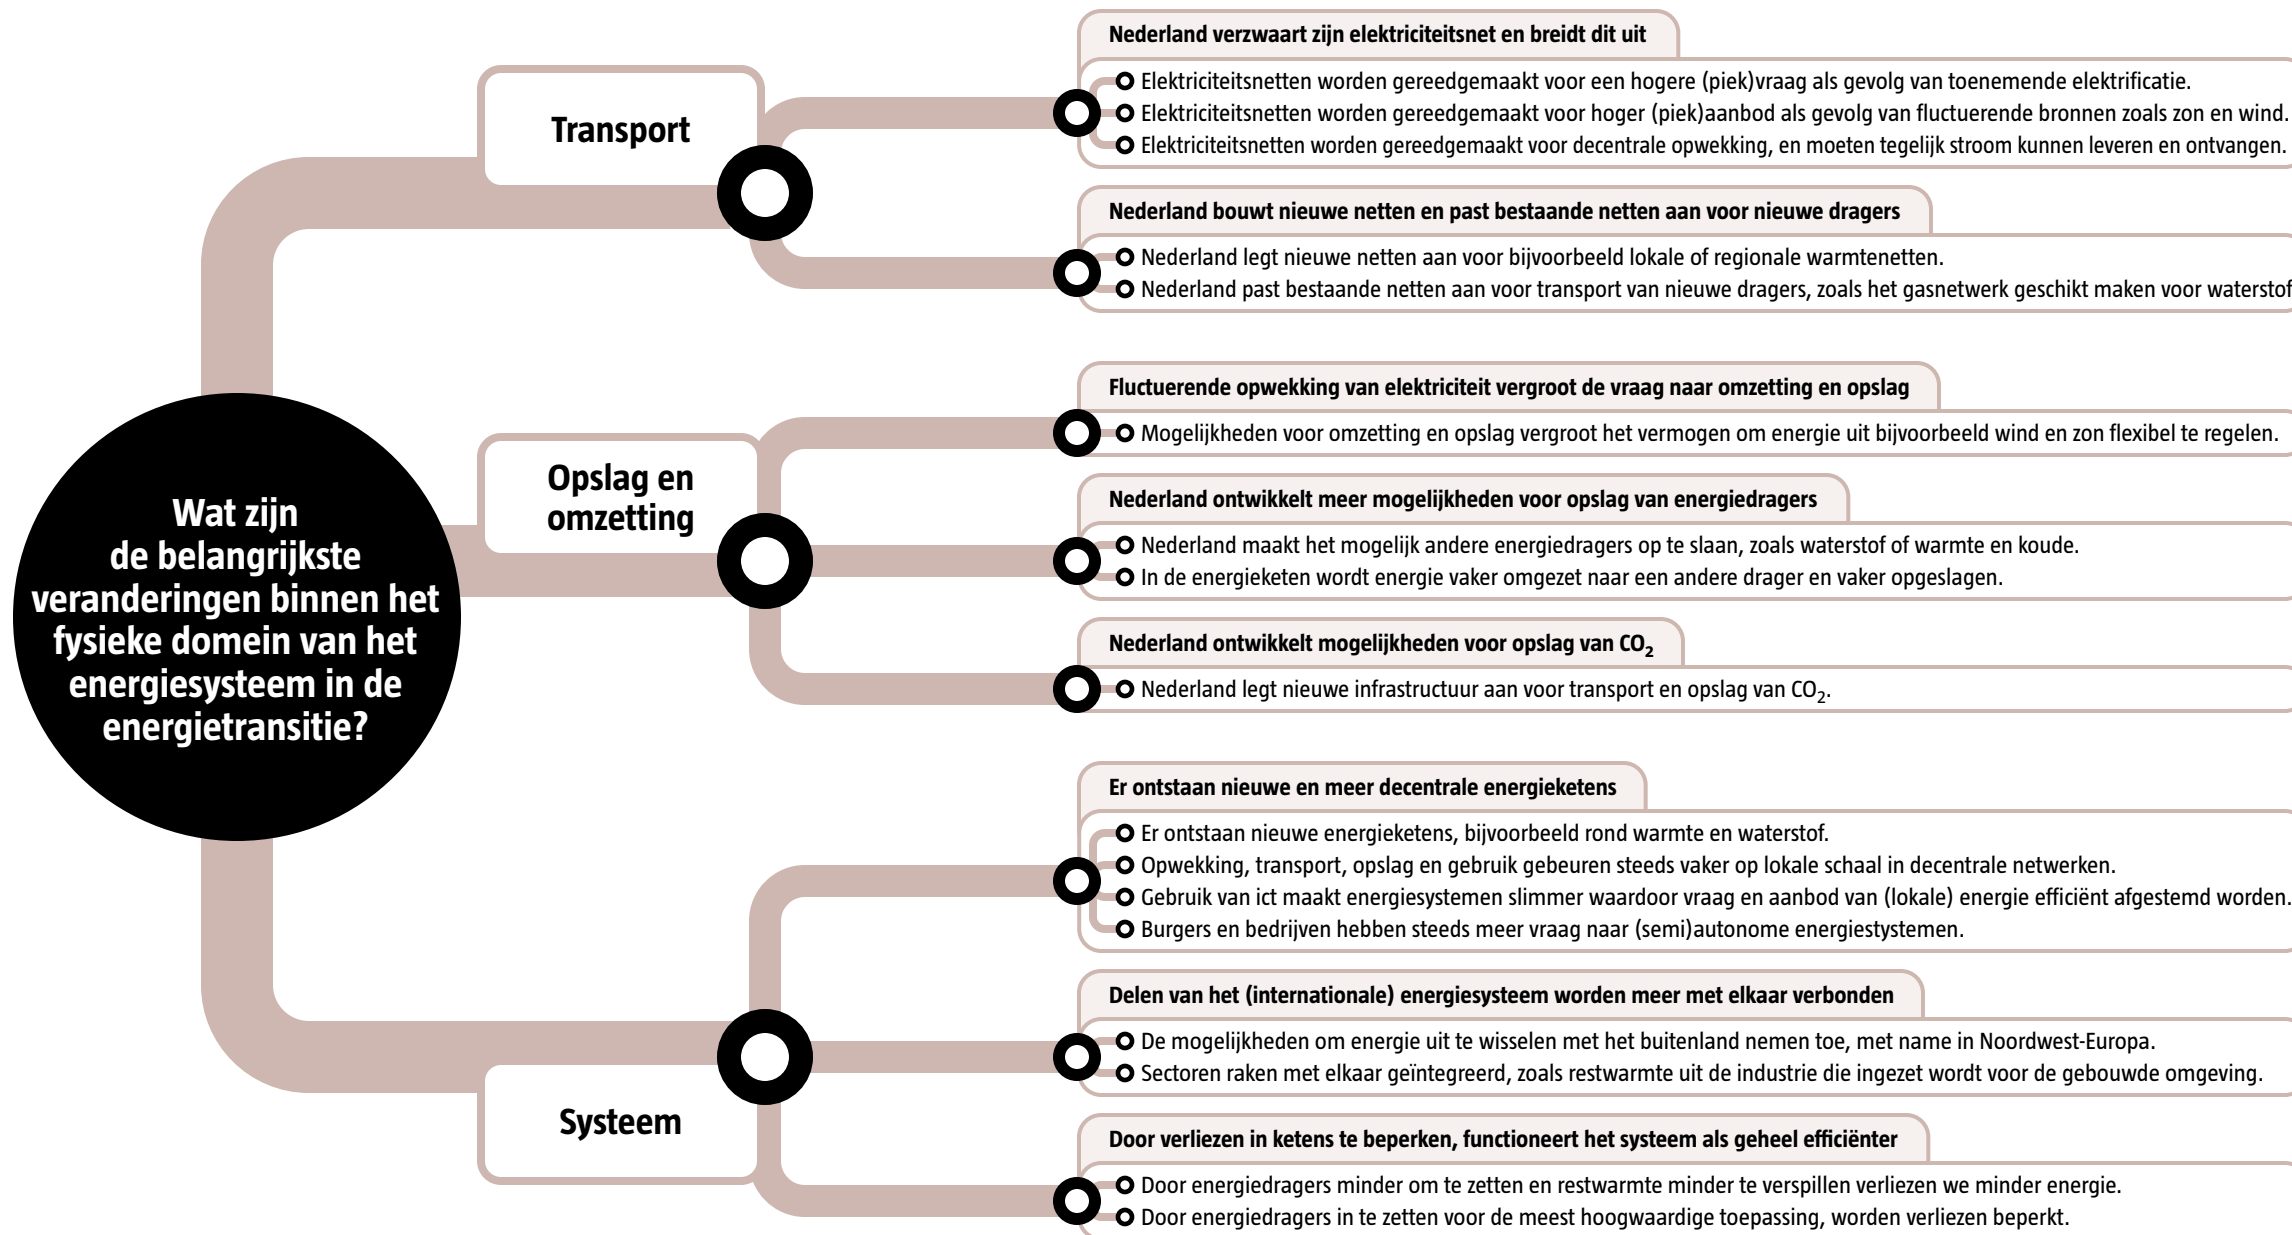 Wat zijn
de belangrijkste
veranderingen binnen het
fysieke domein van het
energiesysteem in de
energietransitie?
Transport
Nederland verzwaart zijn elektriciteitsnet en breidt dit uit
Elektriciteitsnetten worden gereedgemaakt voor een hogere (piek)vraag als gevolg van toenemende elektrificatie.
Elektriciteitsnetten worden gereedgemaakt voor hoger (piek)aanbod als gevolg van fluctuerende bronnen zoals zon en wind.
Elektriciteitsnetten worden gereedgemaakt voor decentrale opwekking, en moeten tegelijk stroom kunnen leveren en ontvangen.
Nederland bouwt nieuwe netten en past bestaande netten aan voor nieuwe dragers
Nederland legt nieuwe netten aan voor bijvoorbeeld lokale of regionale warmtenetten.
Nederland past bestaande netten aan voor transport van nieuwe dragers, zoals het gasnetwerk geschikt maken voor waterstof
Opslag en
omzetting
Fluctuerende opwekking van elektriciteit vergroot de vraag naar omzetting en opslag
Mogelijkheden voor omzetting en opslag vergroot het vermogen om energie uit bijvoorbeeld wind en zon flexibel te regelen.
Nederland ontwikkelt meer mogelijkheden voor opslag van energiedragers
Nederland maakt het mogelijk andere energiedragers op te slaan, zoals waterstof of warmte en koude.
In de energieketen wordt energie vaker omgezet naar een andere drager en vaker opgeslagen.
Nederland ontwikkelt mogelijkheden voor opslag van CO₂
Nederland legt nieuwe infrastructuur aan voor transport en opslag van CO₂.
Systeem
Er ontstaan nieuwe en meer decentrale energieketens
Er ontstaan nieuwe energieketens, bijvoorbeeld rond warmte en waterstof.
Opwekking, transport, opslag en gebruik gebeuren steeds vaker op lokale schaal in decentrale netwerken.
Gebruik van ict maakt energiesystemen slimmer waardoor vraag en aanbod van (lokale) energie efficiënt afgestemd worden.
Burgers en bedrijven hebben steeds meer vraag naar (semi)autonome energiestystemen.
Delen van het (internationale) energiesysteem worden meer met elkaar verbonden
De mogelijkheden om energie uit te wisselen met het buitenland nemen toe, met name in Noordwest-Europa.
Sectoren raken met elkaar geïntegreerd, zoals restwarmte uit de industrie die ingezet wordt voor de gebouwde omgeving.
Door verliezen in ketens te beperken, functioneert het systeem als geheel efficiënter
Door energiedragers minder om te zetten en restwarmte minder te verspillen verliezen we minder energie.
Door energiedragers in te zetten voor de meest hoogwaardige toepassing, worden verliezen beperkt.